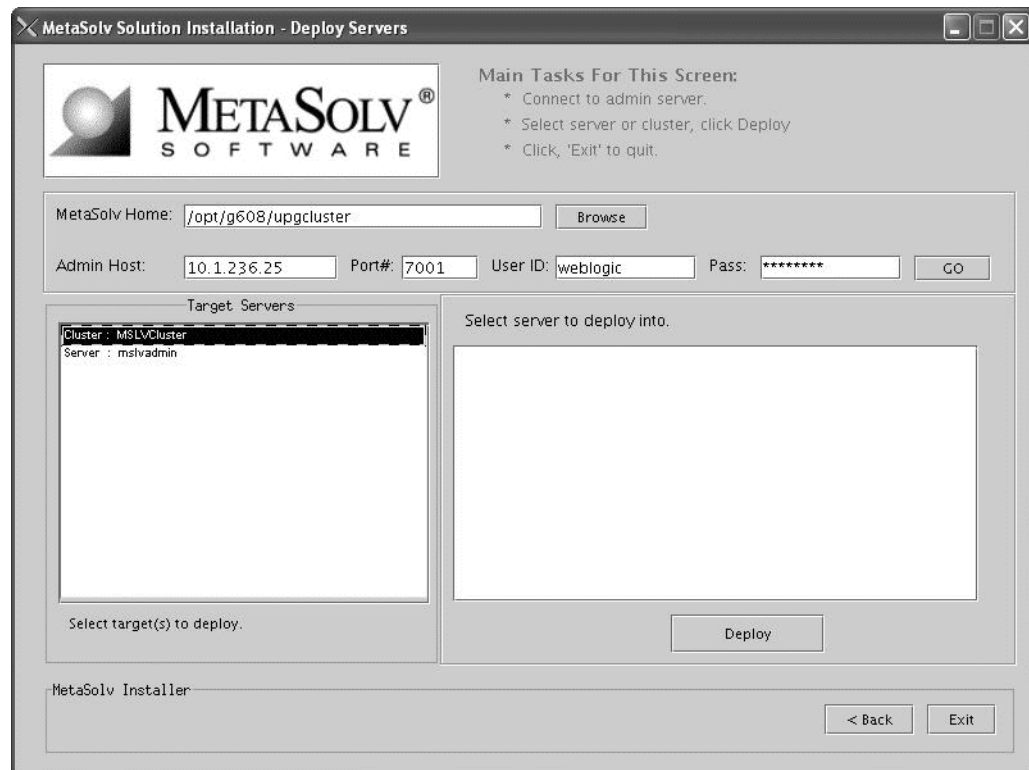 MetaSolv Solution Installation - Deploy Servers
METASOLV®
SOFTWARE
Main Tasks For This Screen:
* Connect to admin server.
* Select server or cluster, click Deploy
* Click, 'Exit' to quit.
MetaSolv Home: /opt/g608/upgcluster Browse
Admin Host: 10.1.236.25 Port#: 7001 User ID: weblogic Pass: ******** GO
Target Servers
Cluster : MSLVCluster
Server : mslvadmin
Select target(s) to deploy.
Select server to deploy into.
Deploy
MetaSolv Installer
< Back Exit